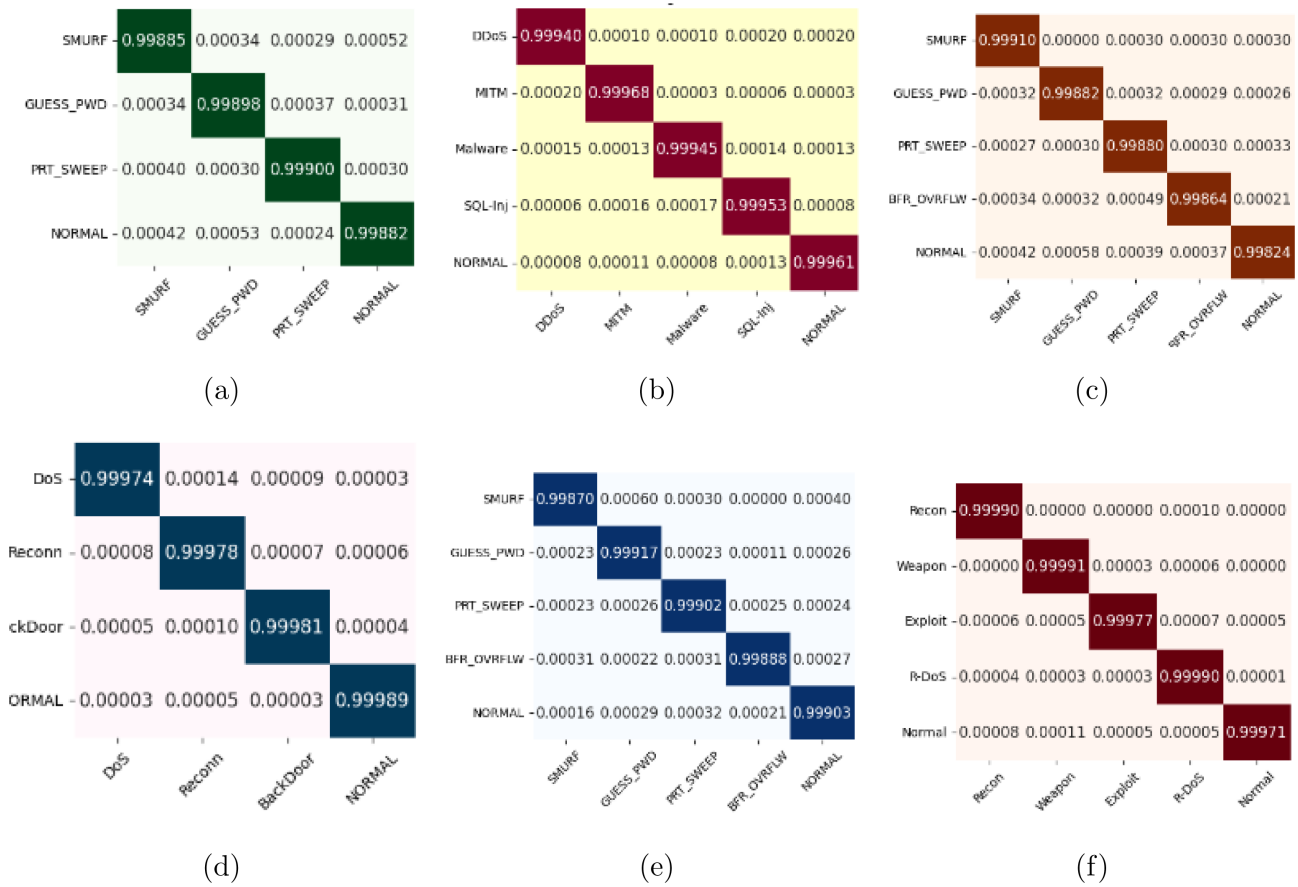 SMURF 0.99885 0.00034 0.00029 0.00052
GUESS_PWD 0.00034 0.99898 0.00037 0.00031
PRT_SWEEP 0.00040 0.00030 0.99900 0.00030
NORMAL 0.00042 0.00053 0.00024 0.99882
SMURF GUESS_PWD PRT_SWEEP NORMAL
(a)
DDoS 0.99940 0.00010 0.00010 0.00020 0.00020
MITM 0.00020 0.99968 0.00003 0.00006 0.00003
Malware 0.00015 0.00013 0.99945 0.00014 0.00013
SQL-Inj 0.00006 0.00016 0.00017 0.99953 0.00008
NORMAL 0.00008 0.00011 0.00008 0.00013 0.99961
DDoS MITM Malware SQL-Inj NORMAL
(b)
SMURF 0.99910 0.00000 0.00030 0.00030 0.00030
GUESS_PWD 0.00032 0.99882 0.00032 0.00029 0.00026
PRT_SWEEP 0.00027 0.00030 0.99880 0.00030 0.00033
BFR_OVRFLW 0.00034 0.00032 0.00049 0.99864 0.00021
NORMAL 0.00042 0.00058 0.00039 0.00037 0.99824
SMURF GUESS_PWD PRT_SWEEP BFR_OVRFLW NORMAL
(c)
DoS 0.99974 0.00014 0.00009 0.00003
Reconn 0.00008 0.99978 0.00007 0.00006
ckDoor 0.00005 0.00010 0.99981 0.00004
ORMAL 0.00003 0.00005 0.00003 0.99989
DoS Reconn BackDoor NORMAL
(d)
SMURF 0.99870 0.00060 0.00030 0.00000 0.00040
GUESS_PWD 0.00023 0.99917 0.00023 0.00011 0.00026
PRT_SWEEP 0.00023 0.00026 0.99902 0.00025 0.00024
BFR_OVRFLW 0.00031 0.00022 0.00031 0.99888 0.00027
NORMAL 0.00016 0.00029 0.00032 0.00021 0.99903
SMURF GUESS_PWD PRT_SWEEP BFR_OVRFLW NORMAL
(e)
Recon 0.99990 0.00000 0.00000 0.00010 0.00000
Weapon 0.00000 0.99991 0.00003 0.00006 0.00000
Exploit 0.00006 0.00005 0.99977 0.00007 0.00005
R-DoS 0.00004 0.00003 0.00003 0.99990 0.00001
Normal 0.00008 0.00011 0.00005 0.00005 0.99971
Recon Weapon Exploit R-DoS Normal
(f)